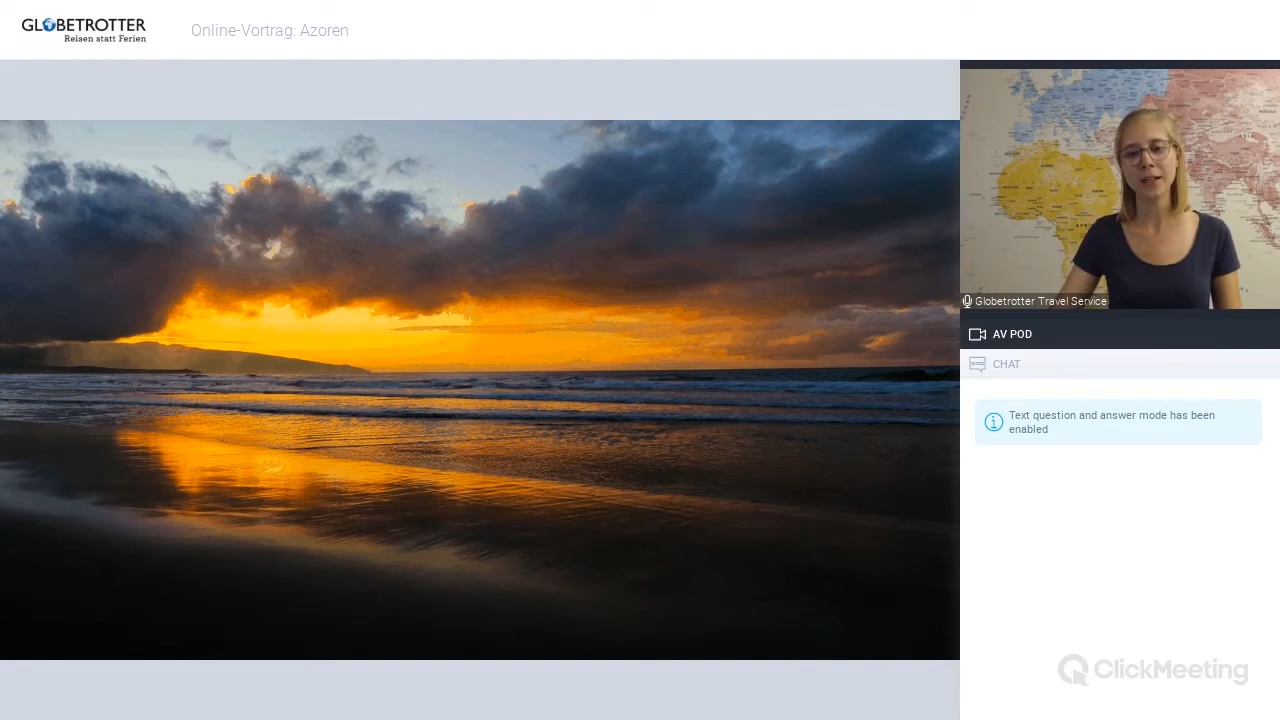 GLOBETROTTER
Reisen statt Ferien
Online-Vortrag: Azoren
Globetrotter Travel Service
AV POD
CHAT
Text question and answer mode has been
enabled
ClickMeeting